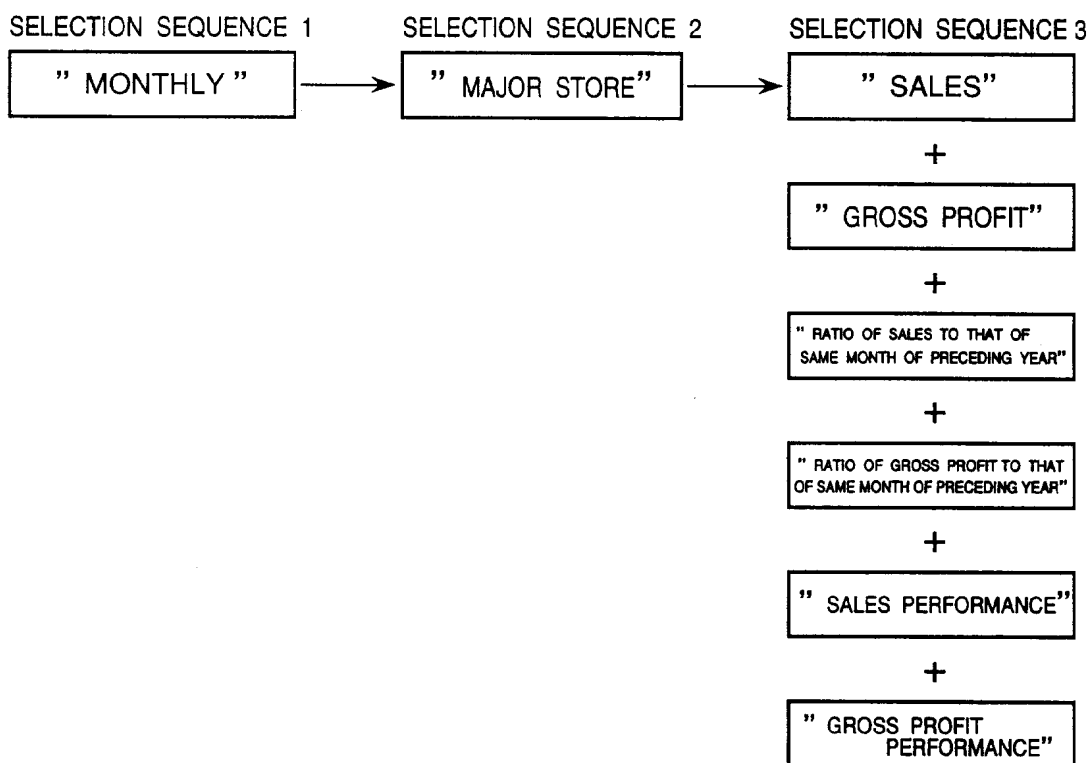 SELECTION SEQUENCE 1
SELECTION SEQUENCE 2
SELECTION SEQUENCE 3
" MONTHLY "
" MAJOR STORE"
" SALES"
+
" GROSS PROFIT"
+
" RATIO OF SALES TO THAT OF
SAME MONTH OF PRECEDING YEAR"
+
" RATIO OF GROSS PROFIT TO THAT
OF SAME MONTH OF PRECEDING YEAR"
+
" SALES PERFORMANCE"
+
" GROSS PROFIT
PERFORMANCE"